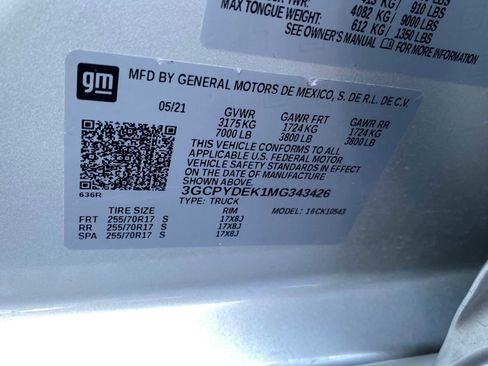 910 LBS
4082 KG / 9000 LBS
MAX TONGUE WEIGHT: 612 KG / 1350 LBS
SEE OWNER'S MANUAL FOR MORE
gm
MFD BY GENERAL MOTORS DE MEXICO, S. DE R.L. DE C.V.
05/21 GVWR GAWR FRT GAWR RR
3175 KG 1724 KG 1724 KG
7000 LB 3800 LB 3800 LB
THIS VEHICLE CONFORMS TO ALL
APPLICABLE U.S. FEDERAL MOTOR
VEHICLE SAFETY STANDARDS IN EFFECT
ON THE DATE OF MANUFACTURE SHOWN ABOVE.
3GCPYDEK1MG343426
636R
TYPE: TRUCK MODEL: 16CK10543
TIRE SIZE RIM
FRT 255/70R17 S 17X8J
RR 255/70R17 S 17X8J
SPA 255/70R17 S 17X8J